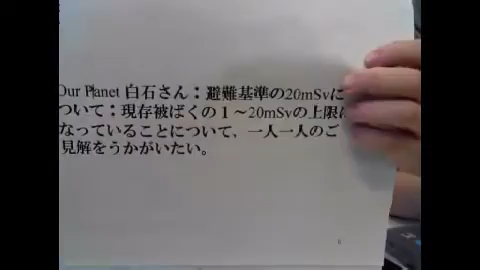 Our Planet 白石さん：避難基準の20mSvに
ついて：現存被ばくの１～20mSvの上限に
なっていることについて、一人一人のご
見解をうかがいたい。
6